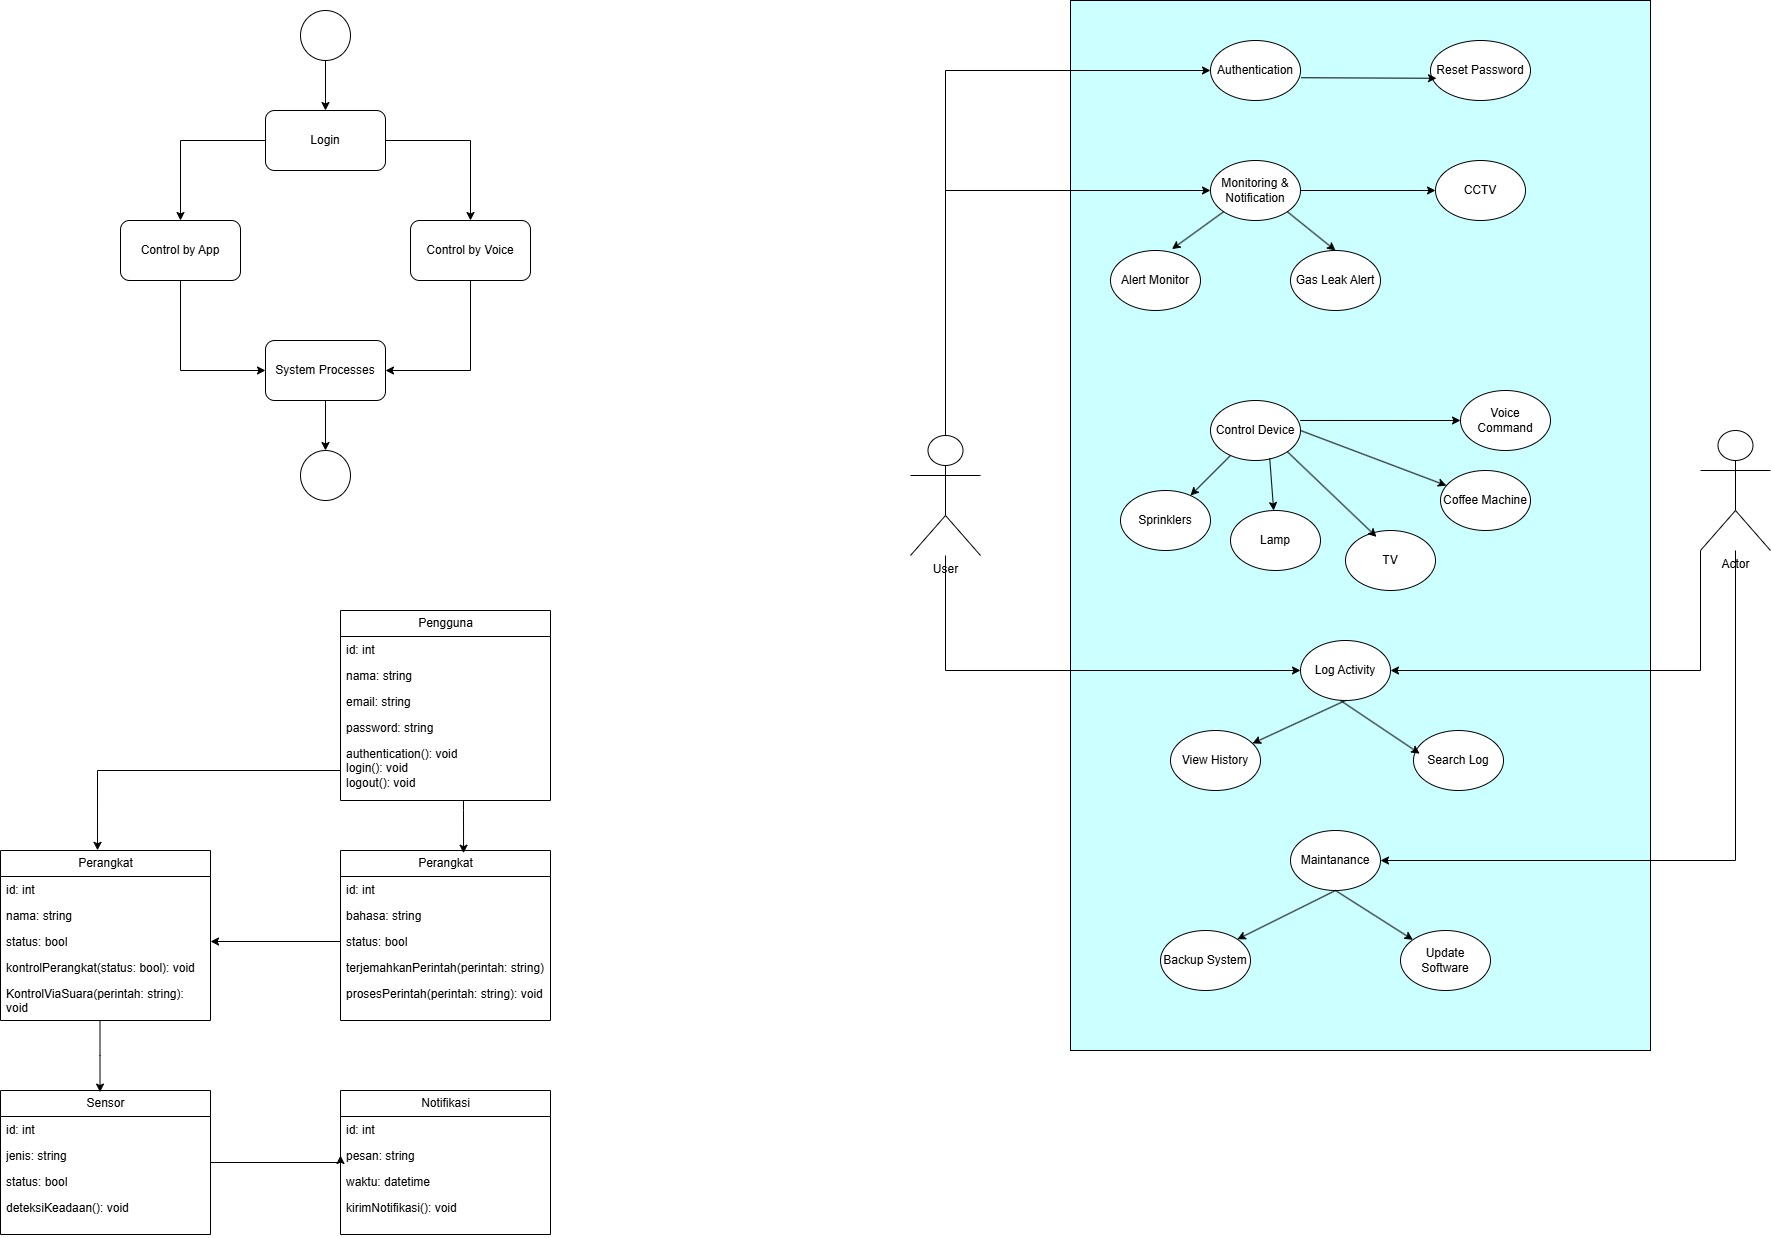 Login
Control by App
Control by Voice
System Processes
Pengguna
id: int
nama: string
email: string
password: string
authentication(): void
login(): void
logout(): void
Perangkat
id: int
nama: string
status: bool
kontrolPerangkat(status: bool): void
KontrolViaSuara(perintah: string):
void
Perangkat
id: int
bahasa: string
status: bool
terjemahkanPerintah(perintah: string)
prosesPerintah(perintah: string): void
Sensor
id: int
jenis: string
status: bool
deteksiKeadaan(): void
Notifikasi
id: int
pesan: string
waktu: datetime
kirimNotifikasi(): void
User
Authentication
Reset Password
Monitoring &
Notification
CCTV
Alert Monitor
Gas Leak Alert
Control Device
Voice
Command
Coffee Machine
Sprinklers
Lamp
TV
Log Activity
View History
Search Log
Maintanance
Backup System
Update
Software
Actor